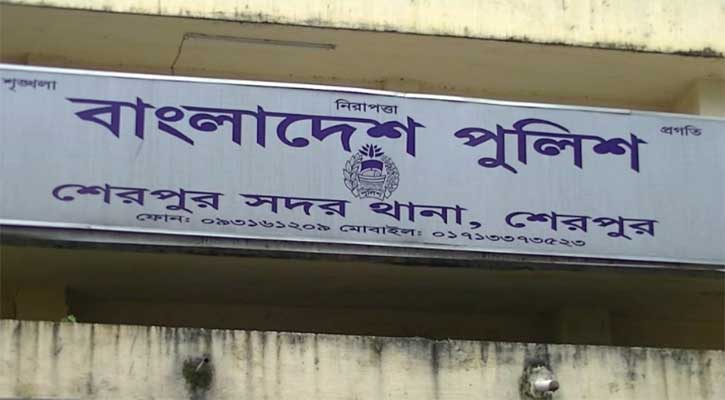 শৃঙ্খলা নিরাপত্তা প্রগতি
বাংলাদেশ পুলিশ
পুলিশ
শেরপুর সদর থানা, শেরপুর
ফোন: ০৯৩১৬১২০৯ মোবাইল: ০১৭১৩৩৭৩৫২৩